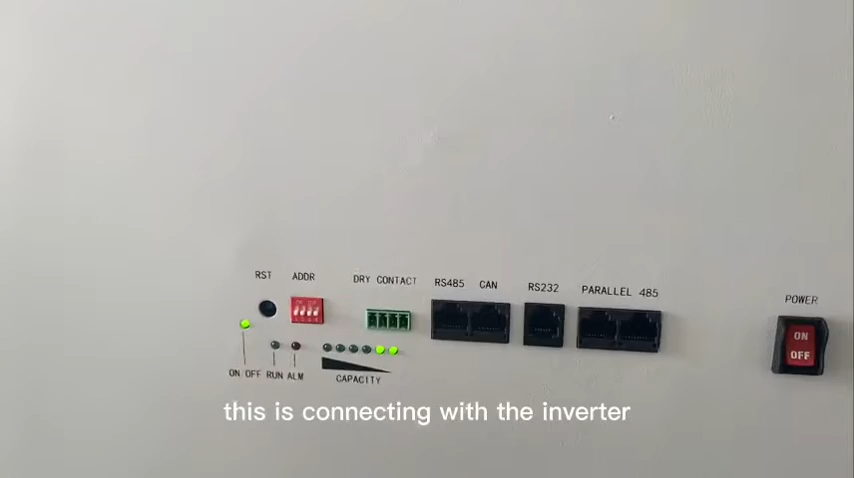 RST ADDR DRY CONTACT RS485 CAN RS232 PARALLEL 485 POWER
ON
OFF
ON OFF RUN ALM CAPACITY
this is connecting with the inverter